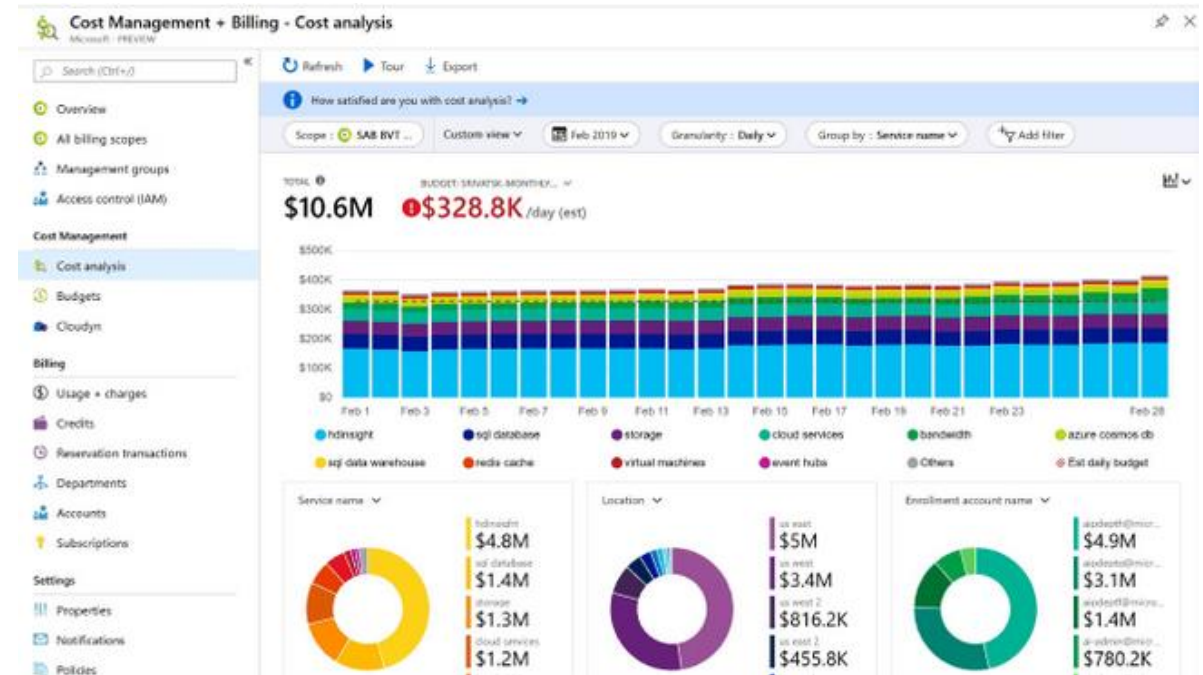 Cost Management + Billing - Cost analysis
Microsoft - PREVIEW
Search (Ctrl+/)
Overview
All billing scopes
Management groups
Access control (IAM)
Cost Management
Cost analysis
Budgets
Cloudyn
Billing
Usage + charges
Credits
Reservation transactions
Departments
Accounts
Subscriptions
Settings
Properties
Notifications
Policies
Refresh Tour Export
How satisfied are you with cost analysis?
Scope : SAB BVT ... Custom view Feb 2019 Granularity : Daily Group by : Service name Add filter
TOTAL BUDGET:
$10.6M $328.8K /day (est)
$500K
$400K
$300K
$200K
$100K
$0
Feb 1 Feb 3 Feb 5 Feb 7 Feb 9 Feb 11 Feb 13 Feb 15 Feb 17 Feb 19 Feb 21 Feb 23 Feb 28
hdinsight sql database storage cloud services bandwidth azure cosmos db
sql data warehouse redis cache virtual machines event hubs Others Est daily budget
Service name
hdinsight
$4.8M
sql database
$1.4M
storage
$1.3M
cloud services
$1.2M
Location
us east
$5M
us west
$3.4M
us west 2
$816.2K
us east 2
$455.8K
Enrollment account name
$4.9M
$3.1M
$1.4M
$780.2K